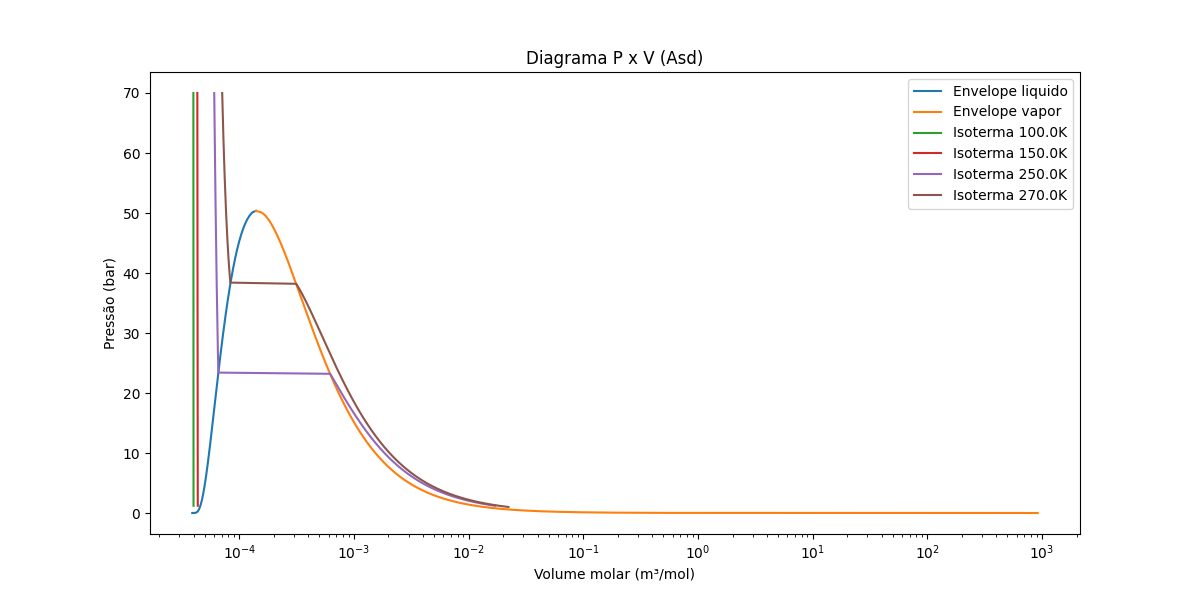 Diagrama P x V (Asd)
Pressão (bar)
70
60
50
40
30
20
10
0
Envelope liquido
Envelope vapor
Isoterma 100.0K
Isoterma 150.0K
Isoterma 250.0K
Isoterma 270.0K
10⁻⁴ 10⁻³ 10⁻² 10⁻¹ 10⁰ 10¹ 10² 10³
Volume molar (m³/mol)